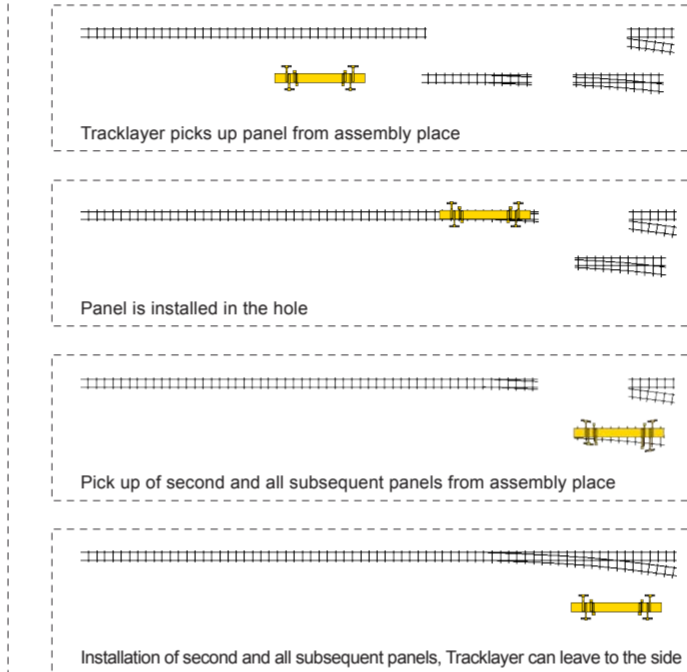 Tracklayer picks up panel from assembly place
Panel is installed in the hole
Pick up of second and all subsequent panels from assembly place
Installation of second and all subsequent panels, Tracklayer can leave to the side